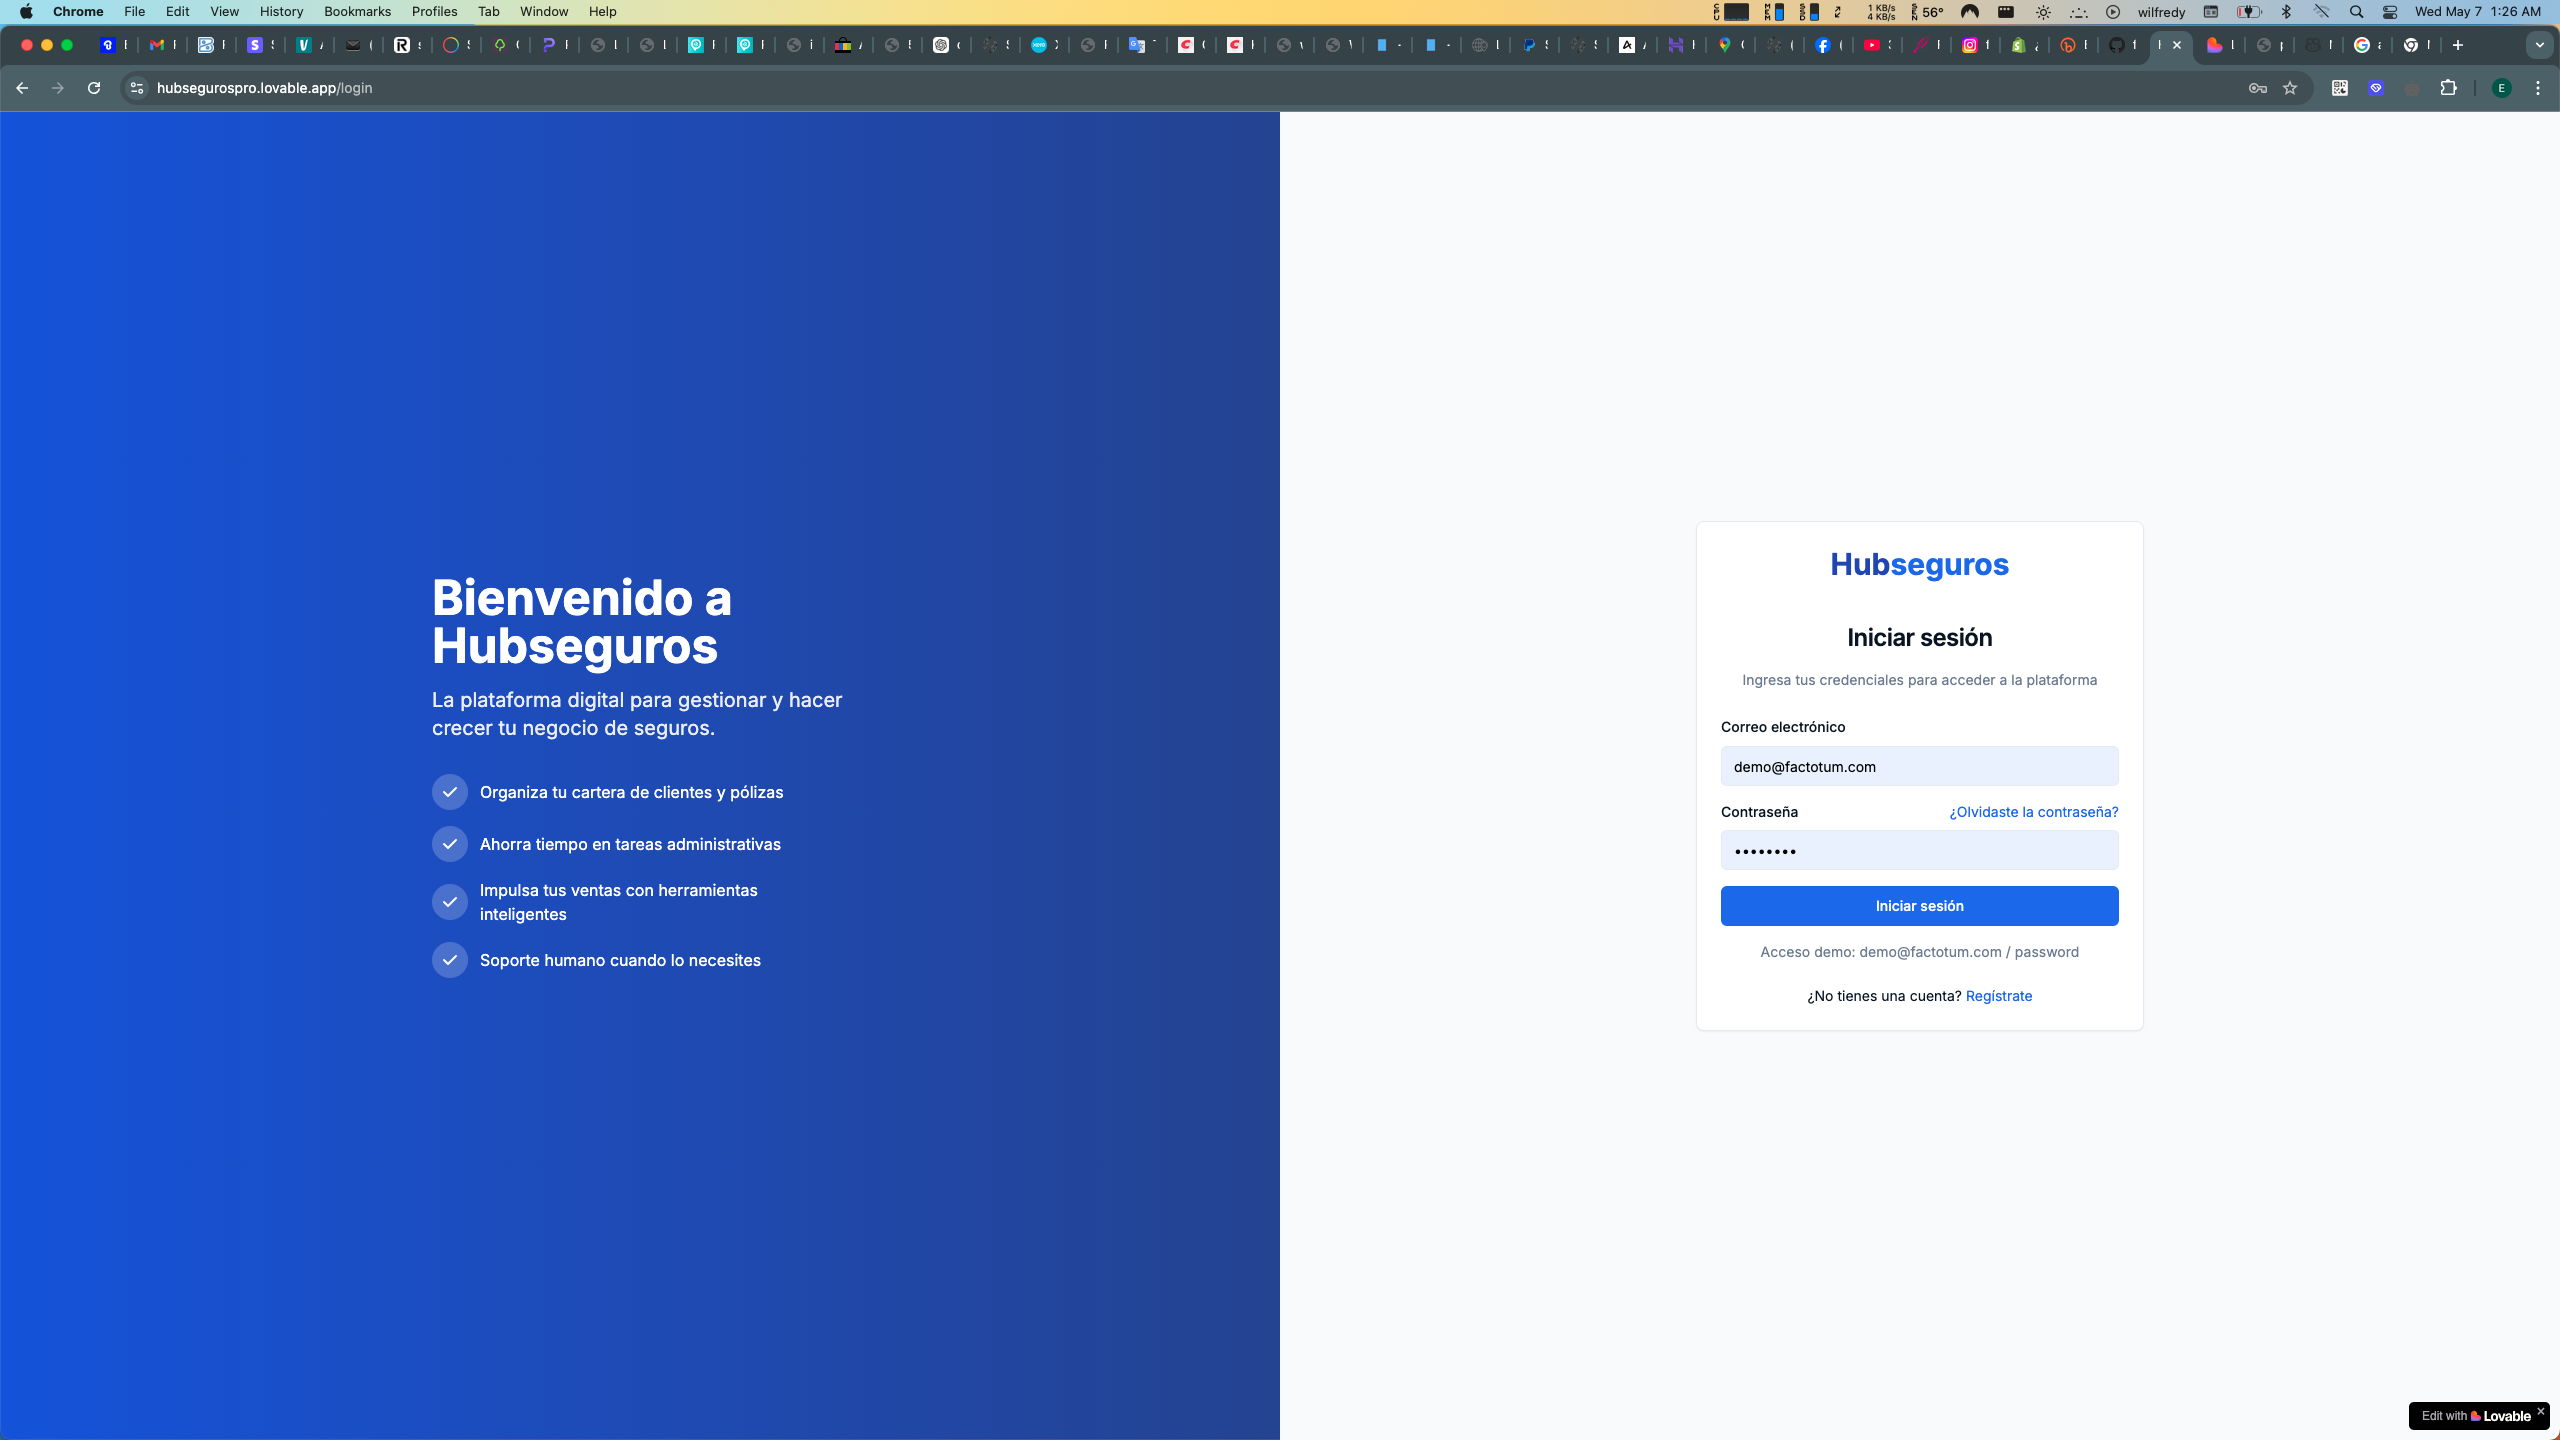 Chrome File Edit View History Bookmarks Profiles Tab Window Help
1 KB/s
4 KB/s
56°
wilfredy
Wed May 7 1:26 AM
hubsegurospro.lovable.app/login
E
Bienvenido a
Hubseguros
La plataforma digital para gestionar y hacer
crecer tu negocio de seguros.
Organiza tu cartera de clientes y pólizas
Ahorra tiempo en tareas administrativas
Impulsa tus ventas con herramientas
inteligentes
Soporte humano cuando lo necesites
Hubseguros
Iniciar sesión
Ingresa tus credenciales para acceder a la plataforma
Correo electrónico
demo@factotum.com
Contraseña
¿Olvidaste la contraseña?
••••••••
Iniciar sesión
Acceso demo: demo@factotum.com / password
¿No tienes una cuenta? Regístrate
Edit with Lovable